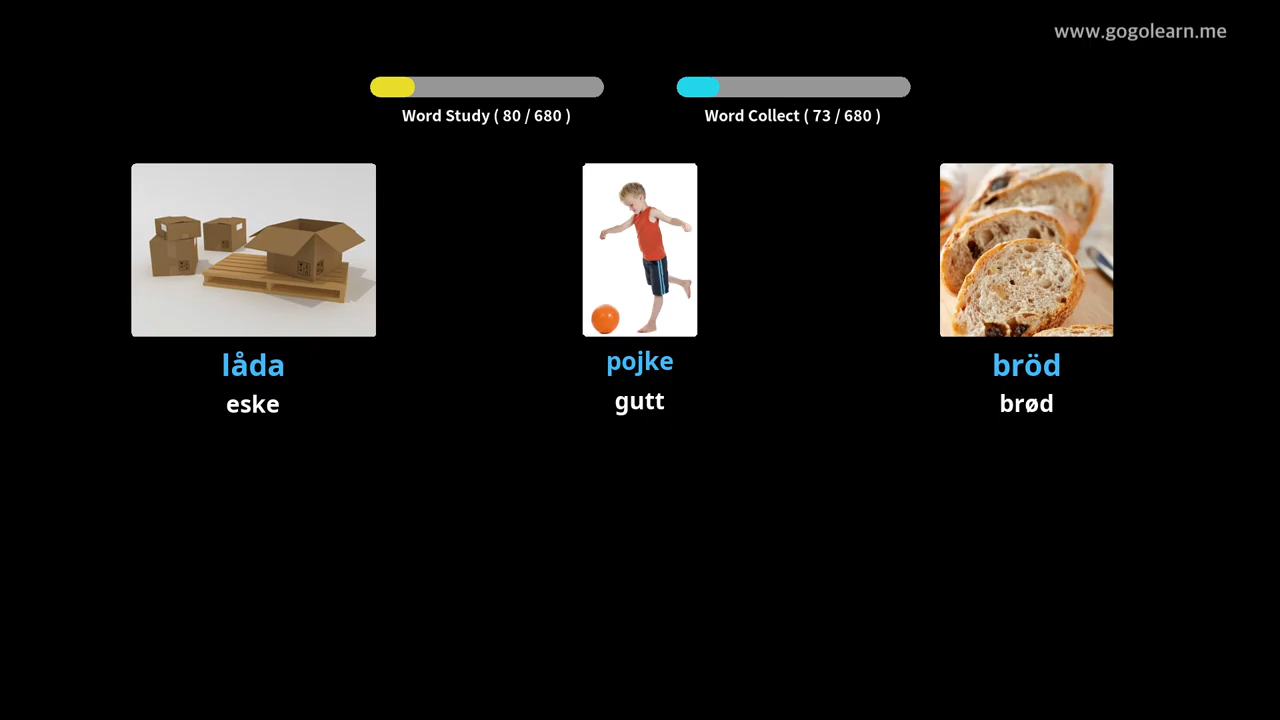 www.gogolearn.me
Word Study ( 80 / 680 )
Word Collect ( 73 / 680 )
låda
eske
pojke
gutt
bröd
brød